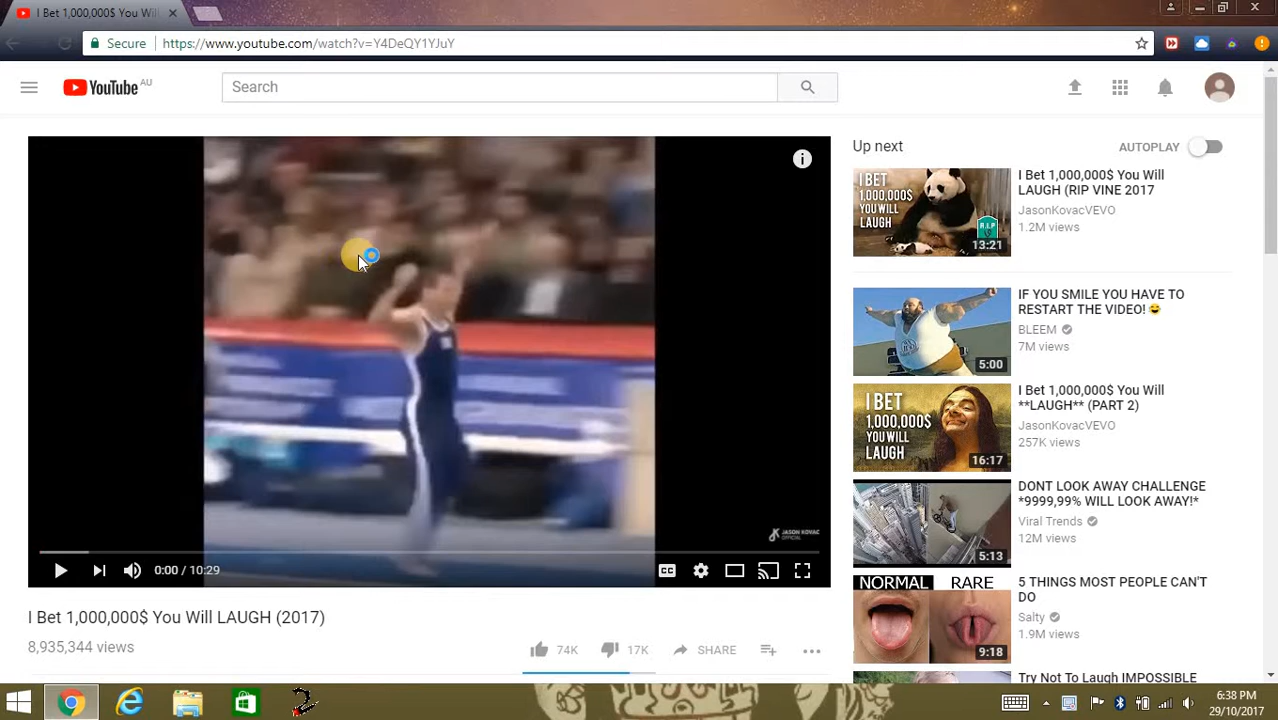 I Bet 1,000,000$ You Wil
Secure
https://www.youtube.com/watch?v=Y4DeQY1YJuY
YouTube AU
Search
JASON KOVAC
OFFICIAL
0:00 / 10:29
CC
I Bet 1,000,000$ You Will LAUGH (2017)
8,935,344 views
74K
17K
SHARE
Up next
AUTOPLAY
I BET
1,000,000$
YOU WILL
LAUGH
R.I.P
13:21
I Bet 1,000,000$ You Will
LAUGH (RIP VINE 2017
JasonKovacVEVO
1.2M views
5:00
IF YOU SMILE YOU HAVE TO
RESTART THE VIDEO! 😂
BLEEM
7M views
I BET
1,000,000$
YOU WILL
LAUGH
16:17
I Bet 1,000,000$ You Will
**LAUGH** (PART 2)
JasonKovacVEVO
257K views
5:13
DONT LOOK AWAY CHALLENGE
*9999,99% WILL LOOK AWAY!*
Viral Trends
12M views
NORMAL
RARE
9:18
5 THINGS MOST PEOPLE CAN'T
DO
Salty
1.9M views
Try Not To Laugh IMPOSSIBLE
6:38 PM
29/10/2017